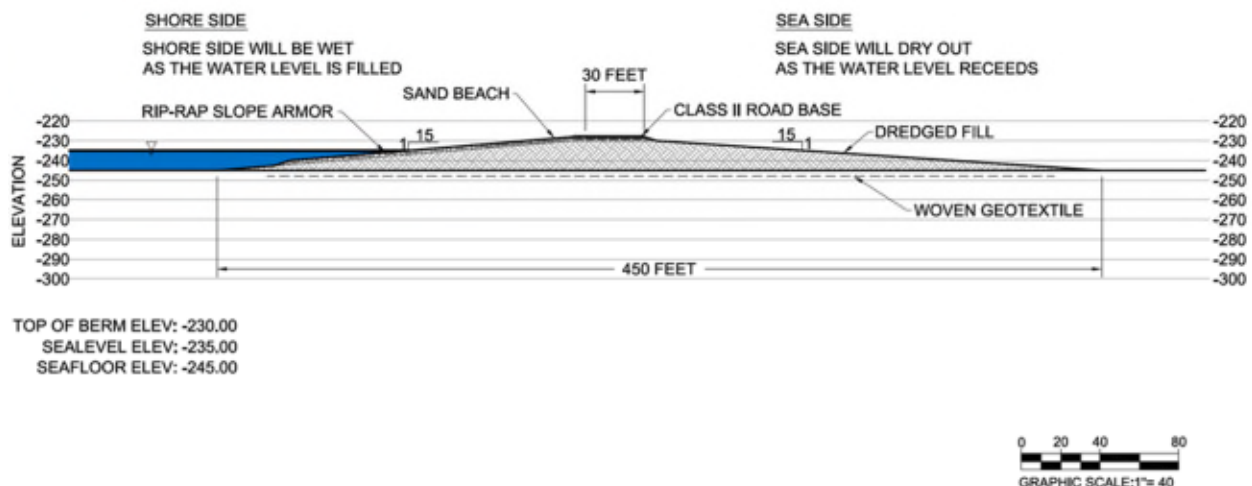 SHORE SIDE
SHORE SIDE WILL BE WET
AS THE WATER LEVEL IS FILLED
SEA SIDE
SEA SIDE WILL DRY OUT
AS THE WATER LEVEL RECEEDS
30 FEET
SAND BEACH
CLASS II ROAD BASE
RIP-RAP SLOPE ARMOR
DREDGED FILL
1 15
15 1
WOVEN GEOTEXTILE
450 FEET
ELEVATION
-220
-230
-240
-250
-260
-270
-280
-290
-300
-220
-230
-240
-250
-260
-270
-280
-290
-300
TOP OF BERM ELEV: -230.00
SEALEVEL ELEV: -235.00
SEAFLOOR ELEV: -245.00
0 20 40 80
GRAPHIC SCALE:1"= 40